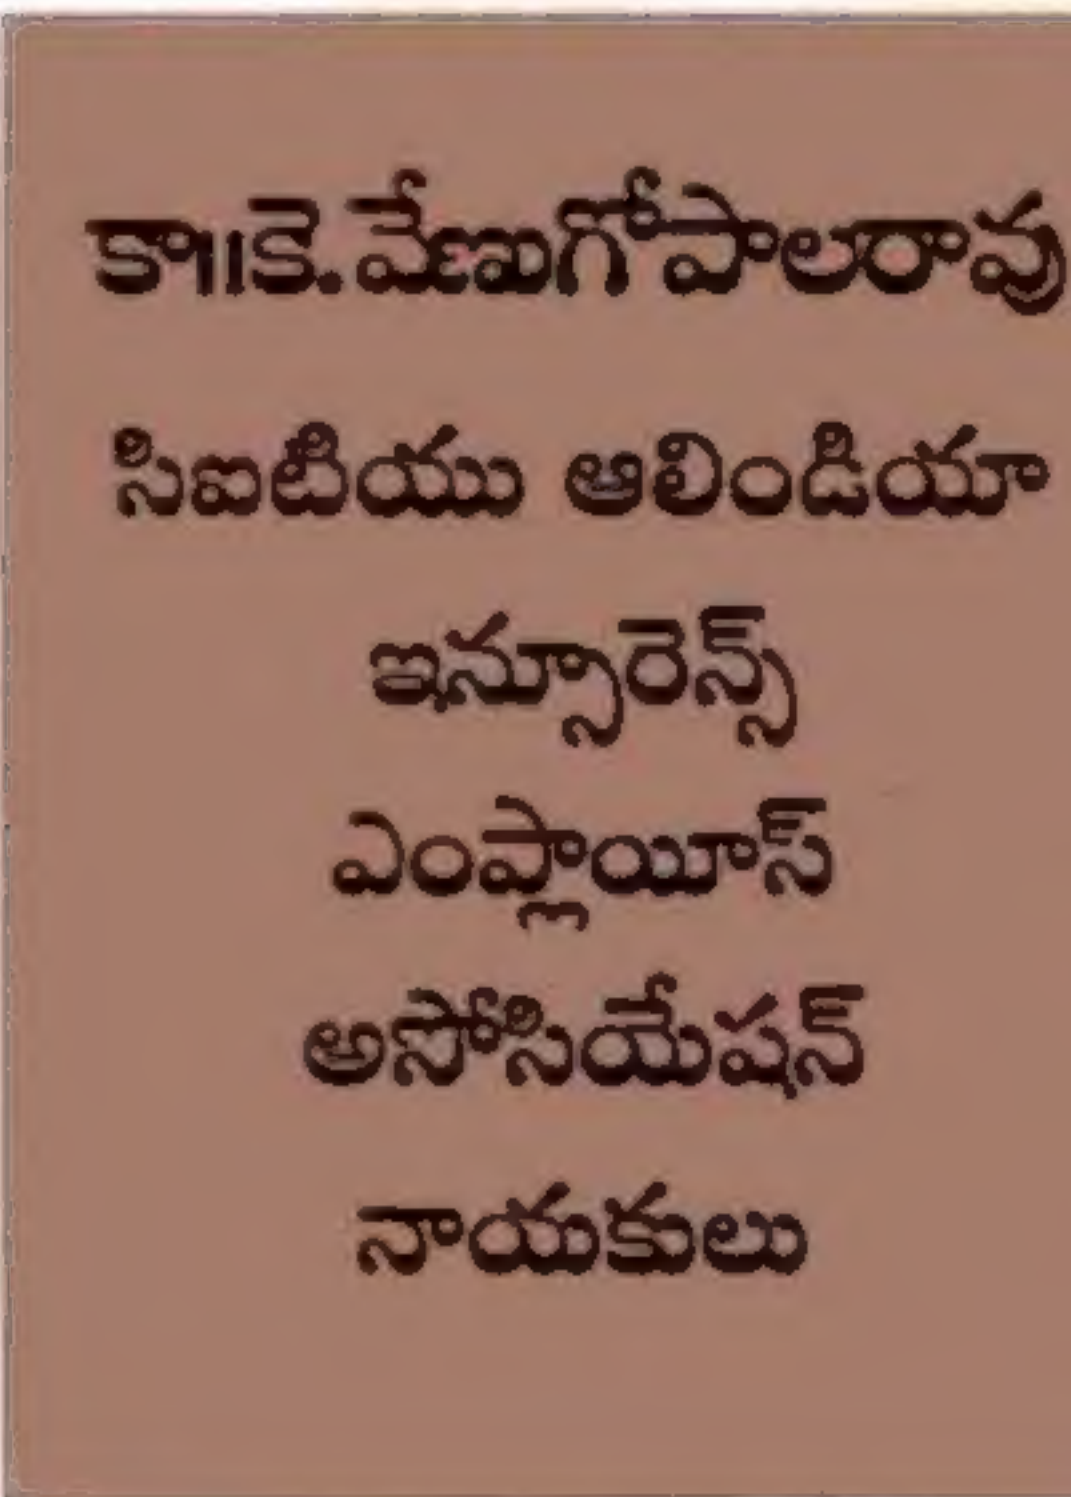 కా॥కె.వేణుగోపాలరావు
సిఐటియు ఆలిండియా
ఇన్సూరెన్స్
ఎంప్లాయీస్
అసోసియేషన్
నాయకులు